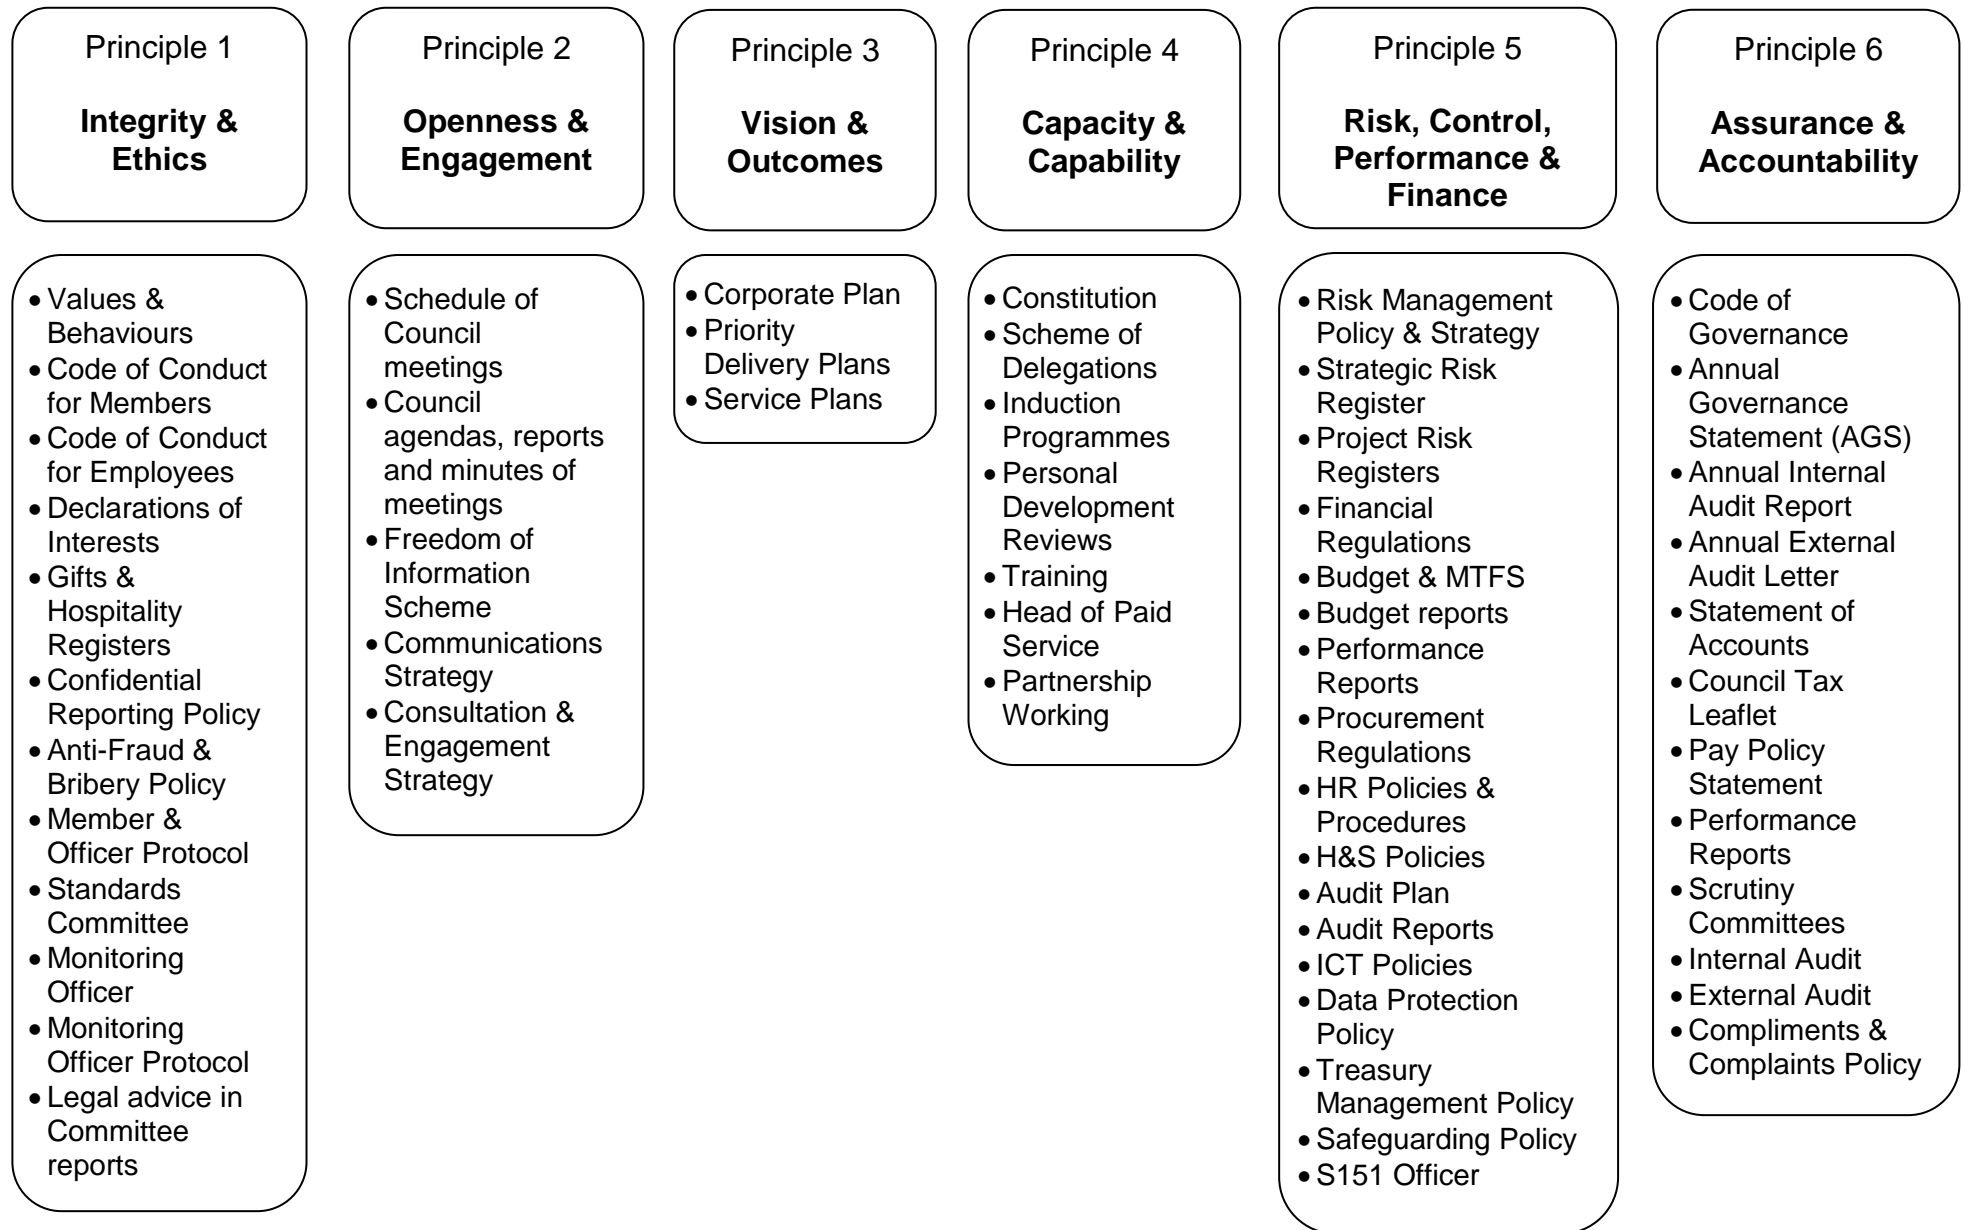 Principle 1
Integrity &
Ethics
Principle 2
Openness &
Engagement
Principle 3
Vision &
Outcomes
Principle 4
Capacity &
Capability
Principle 5
Risk, Control,
Performance &
Finance
Principle 6
Assurance &
Accountability
• Values &
Behaviours
• Code of Conduct
for Members
• Code of Conduct
for Employees
• Declarations of
Interests
• Gifts &
Hospitality
Registers
• Confidential
Reporting Policy
• Anti-Fraud &
Bribery Policy
• Member &
Officer Protocol
• Standards
Committee
• Monitoring
Officer
• Monitoring
Officer Protocol
• Legal advice in
Committee
reports
• Schedule of
Council
meetings
• Council
agendas, reports
and minutes of
meetings
• Freedom of
Information
Scheme
• Communications
Strategy
• Consultation &
Engagement
Strategy
• Corporate Plan
• Priority
Delivery Plans
• Service Plans
• Constitution
• Scheme of
Delegations
• Induction
Programmes
• Personal
Development
Reviews
• Training
• Head of Paid
Service
• Partnership
Working
• Risk Management
Policy & Strategy
• Strategic Risk
Register
• Project Risk
Registers
• Financial
Regulations
• Budget & MTFS
• Budget reports
• Performance
Reports
• Procurement
Regulations
• HR Policies &
Procedures
• H&S Policies
• Audit Plan
• Audit Reports
• ICT Policies
• Data Protection
Policy
• Treasury
Management Policy
• Safeguarding Policy
• S151 Officer
• Code of
Governance
• Annual
Governance
Statement (AGS)
• Annual Internal
Audit Report
• Annual External
Audit Letter
• Statement of
Accounts
• Council Tax
Leaflet
• Pay Policy
Statement
• Performance
Reports
• Scrutiny
Committees
• Internal Audit
• External Audit
• Compliments &
Complaints Policy